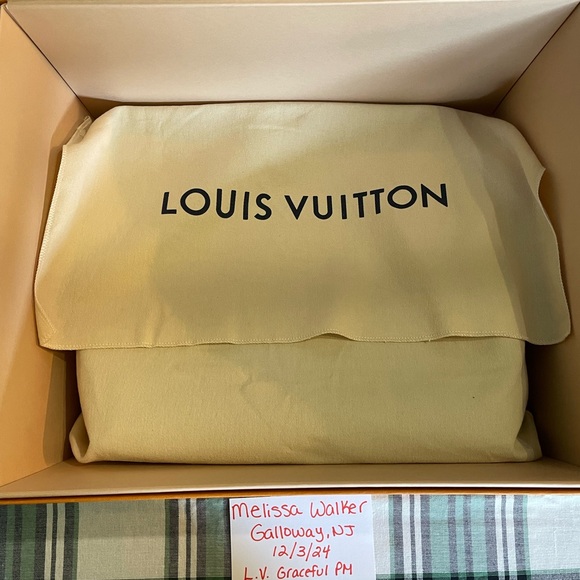 LOUIS VUITTON
Melissa Walker
Galloway, NJ
12/3/24
L.V. Graceful PM